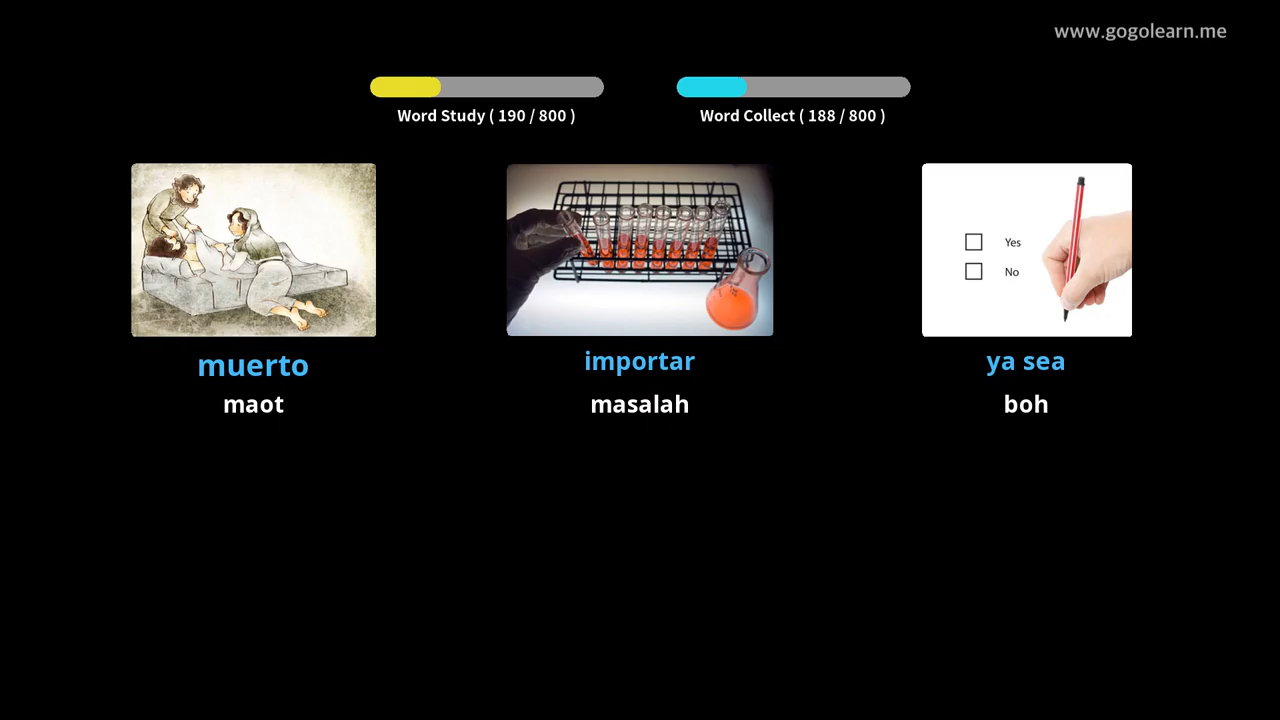 www.gogolearn.me
Word Study ( 190 / 800 )
Word Collect ( 188 / 800 )
Yes
No
muerto
importar
ya sea
maot
masalah
boh